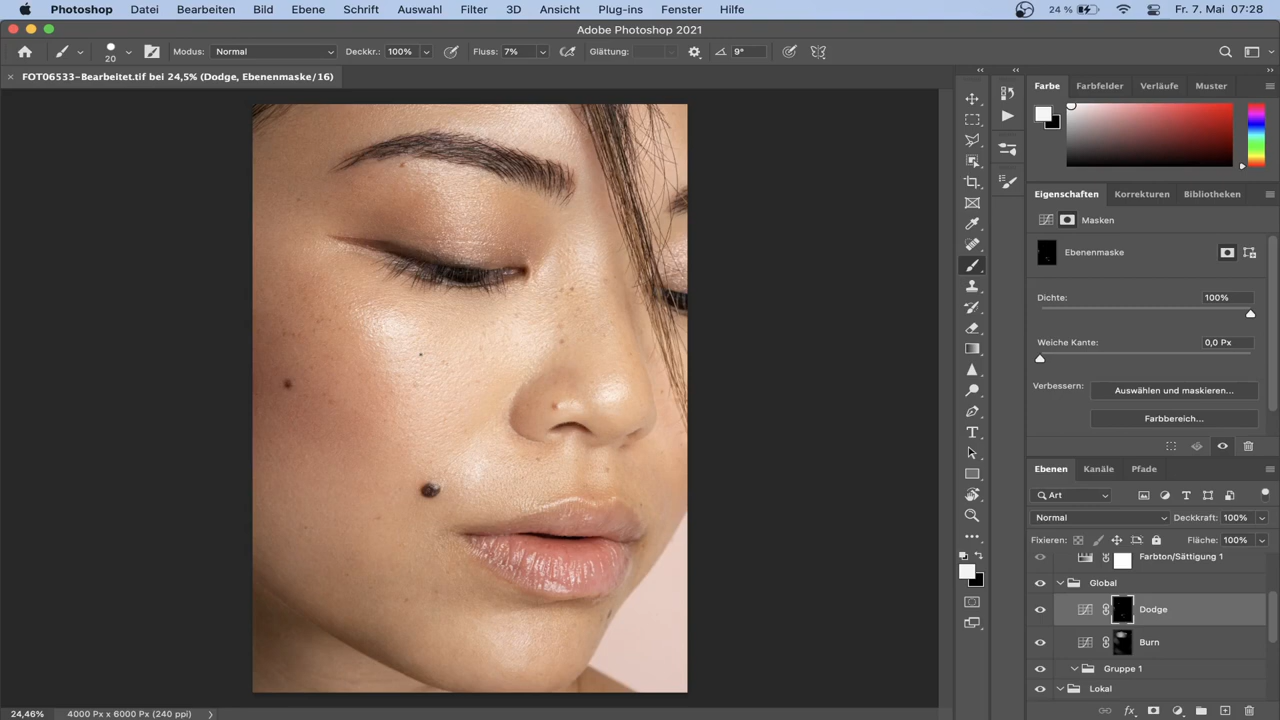 Photoshop Datei Bearbeiten Bild Ebene Schrift Auswahl Filter 3D Ansicht Plug-ins Fenster Hilfe 24 % Fr. 7. Mai 07:28
Adobe Photoshop 2021
20 Modus: Normal Deckkr.: 100% Fluss: 7% Glättung: 9°
FOT06533-Bearbeitet.tif bei 24,5% (Dodge, Ebenenmaske/16)
Farbe Farbfelder Verläufe Muster
Eigenschaften Korrekturen Bibliotheken
Masken
Ebenenmaske
Dichte: 100%
Weiche Kante: 0,0 Px
Verbessern: Auswählen und maskieren...
Farbbereich...
Ebenen Kanäle Pfade
Art
Normal Deckkraft: 100%
Fixieren: Fläche: 100%
Farbton/Sättigung 1
Global
Dodge
Burn
Gruppe 1
Lokal
24,46% 4000 Px x 6000 Px (240 ppi)